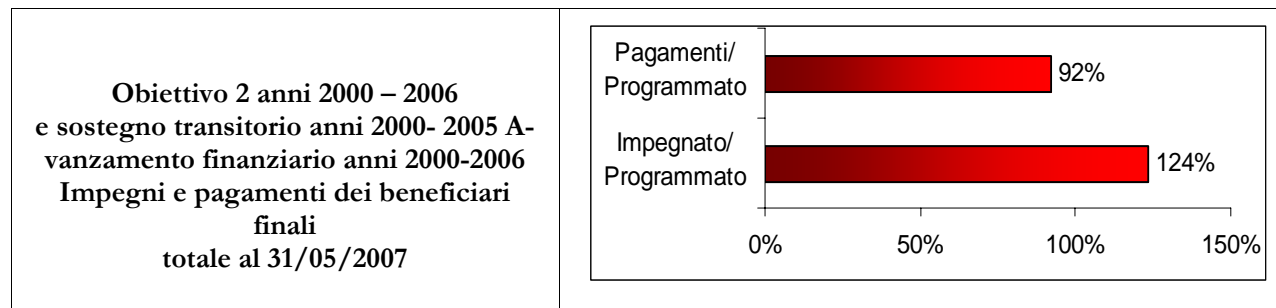 Obiettivo 2 anni 2000 – 2006
e sostegno transitorio anni 2000- 2005 A-
vanzamento finanziario anni 2000-2006
Impegni e pagamenti dei beneficiari
finali
totale al 31/05/2007
Pagamenti/
Programmato
92%
Impegnato/
Programmato
124%
0%
50%
100%
150%